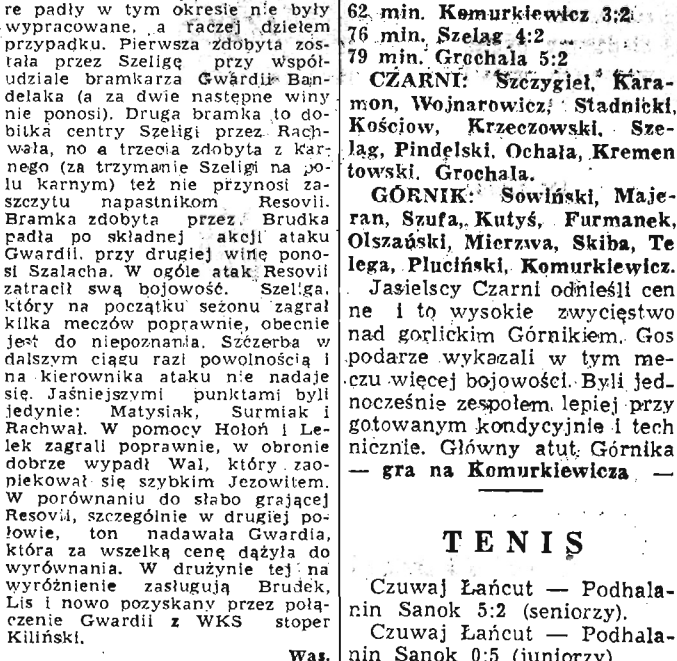 re padły w tym okresie nie były
wypracowane, a raczej dziełem
przypadku. Pierwsza zdobyta zos-
tała przez Szeligę przy współ-
udziale bramkarza Gwardii Ban-
delaka (a za dwie następne winy
nie ponosi). Druga bramka to do-
bitka centry Szeligi przez Rach-
wała, no a trzecia zdobyta z kar-
nego (za trzymanie Szeligi na po-
lu karnym) też nie przynosi za-
szczytu napastnikom Resovii.
Bramka zdobyta przez Brudka
padła po składnej akcji ataku
Gwardii, przy drugiej winę pono-
si Szalacha. W ogóle atak Resovii
zatracił swą bojowość. Szeliga,
który na początku sezonu zagrał
kilka meczów poprawnie, obecnie
jest do niepoznania. Szczerba w
dalszym ciągu razi powolnością i
na kierownika ataku nie nadaje
się. Jaśniejszymi punktami byli
jedynie: Matysiak, Surmiak i
Rachwał. W pomocy Hołoń i Le-
lek zagrali poprawnie, w obronie
dobrze wypadł Wal, który zao-
piekował się szybkim Jezowitem.
W porównaniu do słabo grającej
Resovii, szczególnie w drugiej po-
łowie, ton nadawała Gwardia,
która za wszelką cenę dążyła do
wyrównania. W drużynie tej na
wyróżnienie zasługują Brudek,
Lis i nowo pozyskany przez połą-
czenie Gwardii z WKS stoper
Kiliński.
Was.
62 min. Komurkiewicz 3:2
76 min. Szeląg 4:2
79 min. Grochala 5:2
CZARNI: Szczygieł, Kara-
mon, Wojnarowicz, Stadnicki,
Kościow, Krzeczowski, Sze-
ląg, Pindelski, Ochała, Kremen
towski, Grochala.
GÓRNIK: Sowiński, Maje-
ran, Szufa, Kutyś, Furmanek,
Olszański, Mierzwa, Skiba, Te
lega, Pluciński, Komurkiewicz.
Jasielscy Czarni odnieśli cen
ne i to wysokie zwycięstwo
nad gorlickim Górnikiem. Gos
podarze wykazali w tym me-
czu więcej bojowości. Byli jed-
nocześnie zespołem lepiej przy
gotowanym kondycyjnie i tech
nicznie. Główny atut Górnika
— gra na Komurkiewicza —
TENIS
Czuwaj Łańcut — Podhala-
nin Sanok 5:2 (seniorzy).
Czuwaj Łańcut — Podhala-
nin Sanok 0:5 (juniorzy)